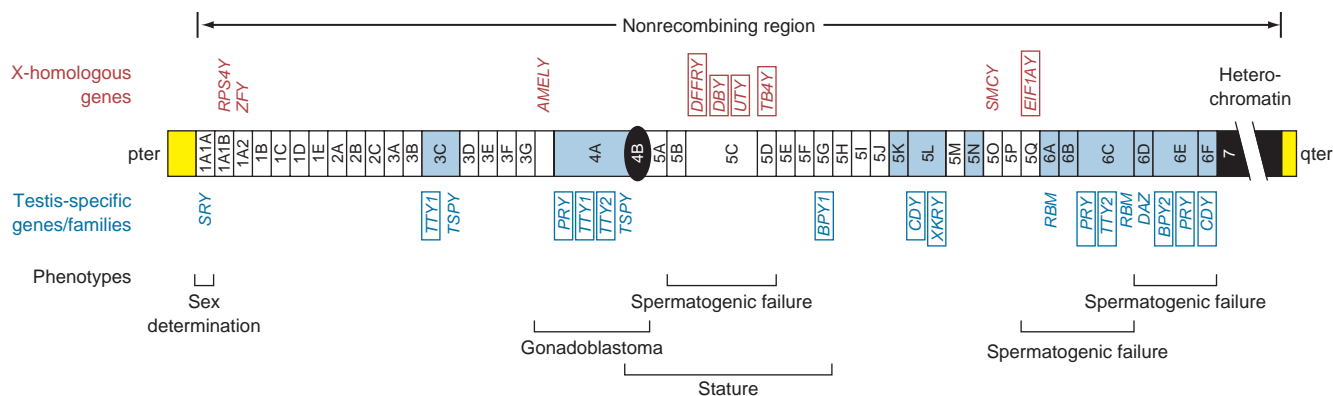 Nonrecombining region
X-homologous
genes
RPS4Y
ZFY
AMELY
DFFRY
DBY
UTY
TB4Y
SMCY
EIF1AY
Hetero-
chromatin
pter
1A1A
1A1B
1A2
1B
1C
1D
1E
2A
2B
2C
3A
3B
3C
3D
3E
3F
3G
4A
4B
5A
5B
5C
5D
5E
5F
5G
5H
5I
5J
5K
5L
5M
5N
5O
5P
5Q
6A
6B
6C
6D
6E
6F
7
qter
Testis-specific
genes/families
SRY
TTY1
TSPY
PRY
TTY1
TTY2
TSPY
BPY1
CDY
XKRY
RBM
PRY
TTY2
RBM
DAZ
BPY2
PRY
CDY
Phenotypes
Sex
determination
Spermatogenic failure
Spermatogenic failure
Gonadoblastoma
Spermatogenic failure
Stature